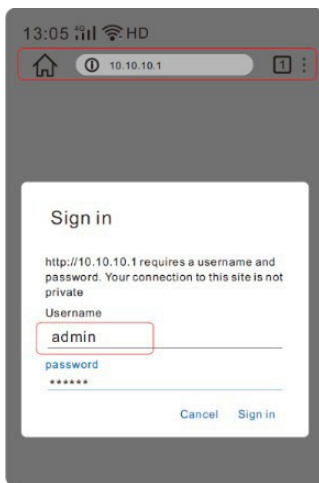 13:05 4G HD
10.10.10.1 1
Sign in
http://10.10.10.1 requires a username and
password. Your connection to this site is not
private
Username
admin
password
******
Cancel Sign in